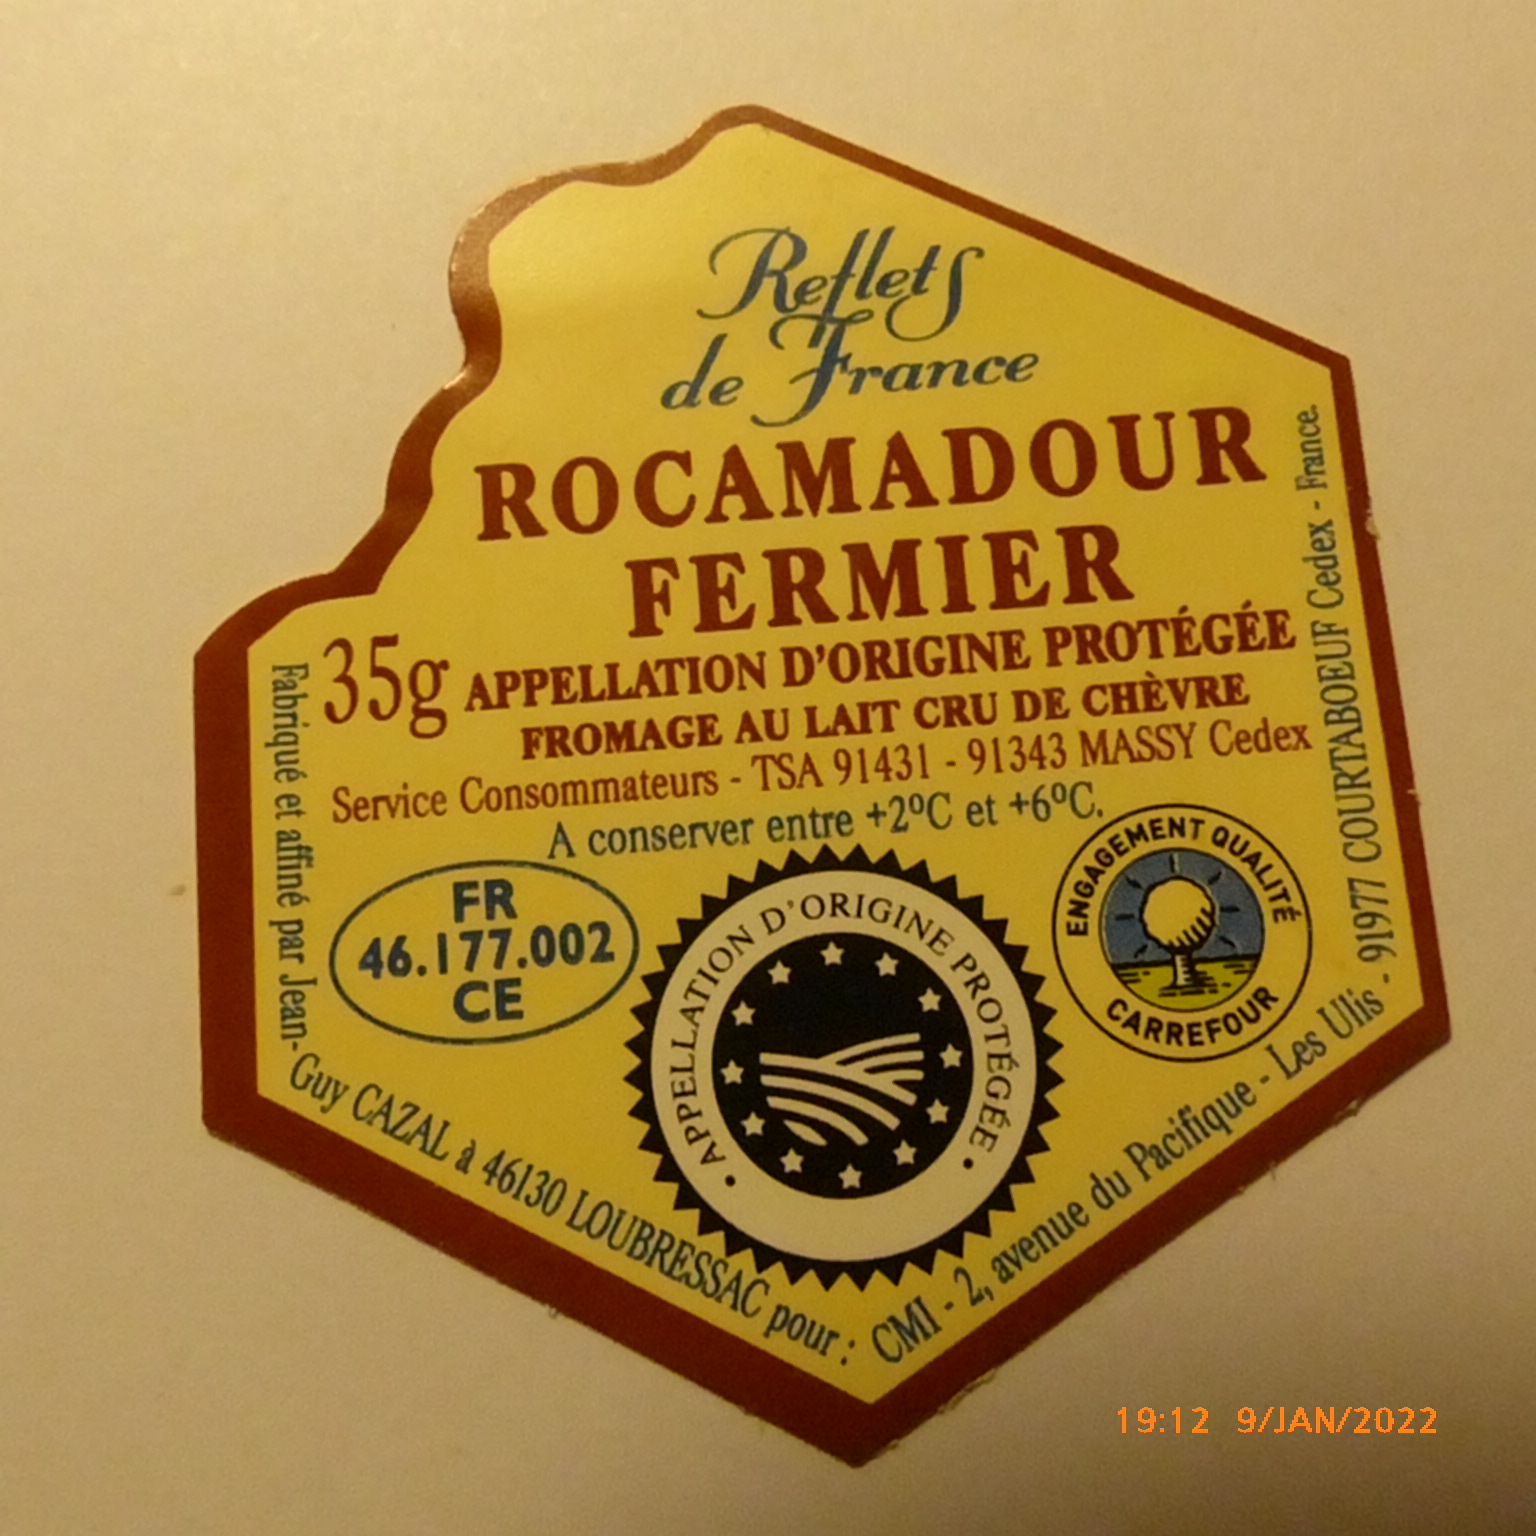 Reflets
de France
ROCAMADOUR
FERMIER
35g APPELLATION D'ORIGINE PROTÉGÉE
FROMAGE AU LAIT CRU DE CHÈVRE
Service Consommateurs - TSA 91431 - 91343 MASSY Cedex
A conserver entre +2°C et +6°C.
FR
46.177.002
CE
• APPELLATION D'ORIGINE PROTÉGÉE •
ENGAGEMENT QUALITÉ
CARREFOUR
Fabriqué et affiné par Jean-Guy CAZAL à 46130 LOUBRESSAC pour : CMI - 2, avenue du Pacifique - Les Ulis - 91977 COURTABOEUF Cedex - France.
19:12 9/JAN/2022